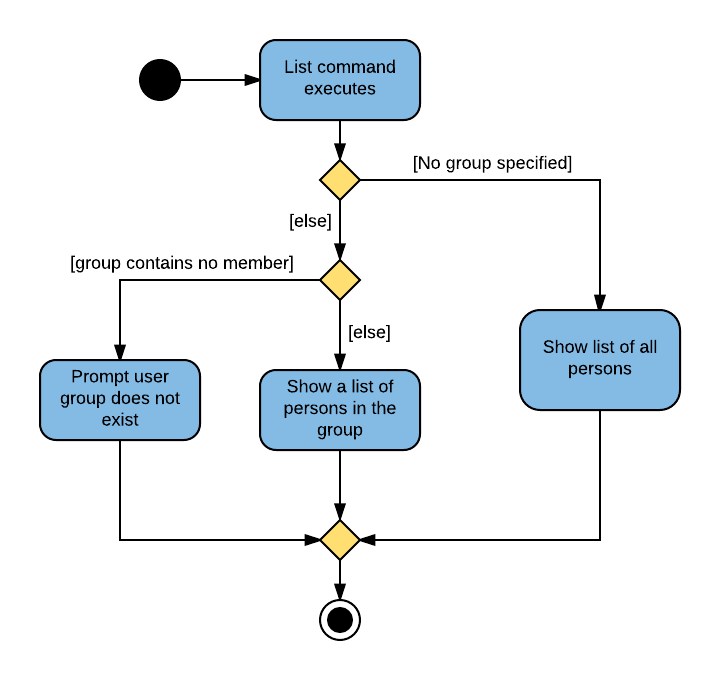 List command
executes
[No group specified]
[else]
[group contains no member]
[else]
Show list of all
persons
Prompt user
group does not
exist
Show a list of
persons in the
group